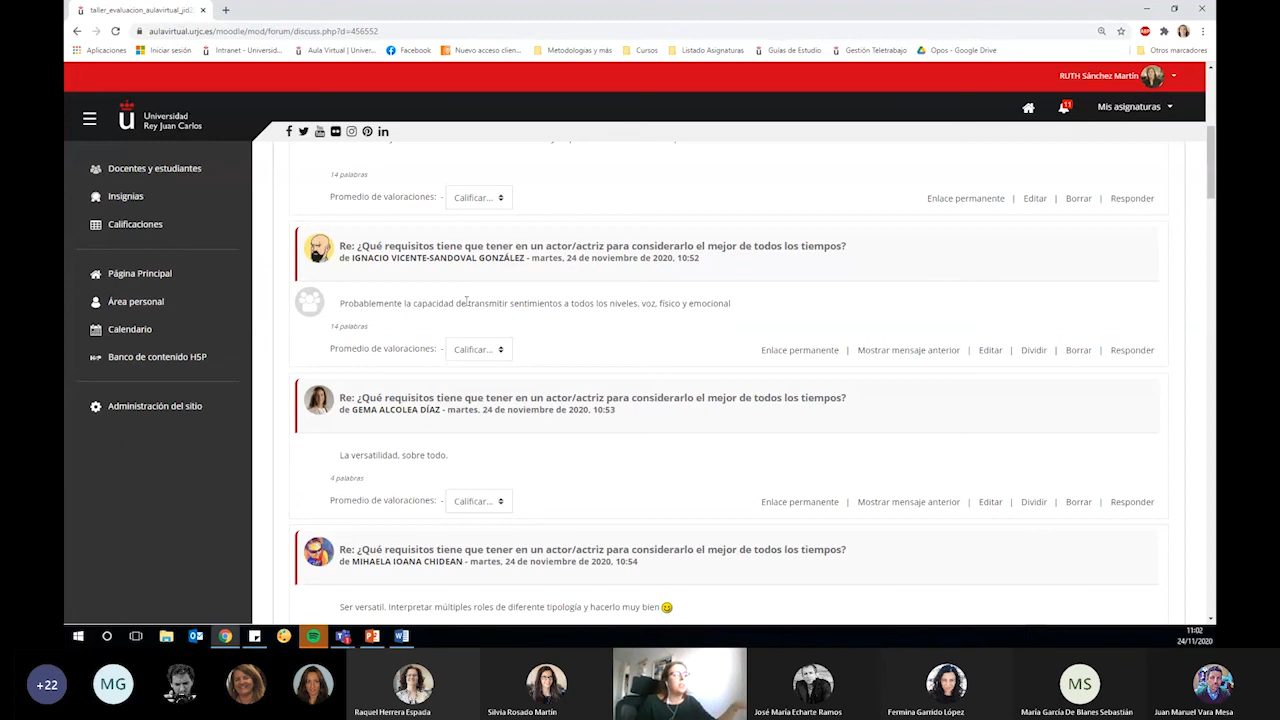 taller_evaluacion_aulavirtual_jid2
aulavirtual.urjc.es/moodle/mod/forum/discuss.php?d=456552
Aplicaciones
Iniciar sesión
Intranet - Universid...
Aula Virtual | Univer...
Facebook
Nuevo acceso clien...
Metodologías y más
Cursos
Listado Asignaturas
Guías de Estudio
Gestión Teletrabajo
Opos - Google Drive
Otros marcadores
RUTH Sánchez Martín
Universidad
Rey Juan Carlos
11
Mis asignaturas
Docentes y estudiantes
Insignias
Calificaciones
Página Principal
Área personal
Calendario
Banco de contenido H5P
Administración del sitio
14 palabras
Promedio de valoraciones: - Calificar...
Enlace permanente | Editar | Borrar | Responder
Re: ¿Qué requisitos tiene que tener en un actor/actriz para considerarlo el mejor de todos los tiempos?
de IGNACIO VICENTE-SANDOVAL GONZÁLEZ - martes, 24 de noviembre de 2020, 10:52
Probablemente la capacidad de transmitir sentimientos a todos los niveles, voz, físico y emocional
14 palabras
Promedio de valoraciones: - Calificar...
Enlace permanente | Mostrar mensaje anterior | Editar | Dividir | Borrar | Responder
Re: ¿Qué requisitos tiene que tener en un actor/actriz para considerarlo el mejor de todos los tiempos?
de GEMA ALCOLEA DÍAZ - martes, 24 de noviembre de 2020, 10:53
La versatilidad, sobre todo.
4 palabras
Promedio de valoraciones: - Calificar...
Enlace permanente | Mostrar mensaje anterior | Editar | Dividir | Borrar | Responder
Re: ¿Qué requisitos tiene que tener en un actor/actriz para considerarlo el mejor de todos los tiempos?
de MIHAELA IOANA CHIDEAN - martes, 24 de noviembre de 2020, 10:54
Ser versatil. Interpretar múltiples roles de diferente tipología y hacerlo muy bien
11:02
24/11/2020
+22
MG
Raquel Herrera Espada
Silvia Rosado Martín
José María Echarte Ramos
Fermina Garrido López
MS
María García De Blanes Sebastián
Juan Manuel Vara Mesa